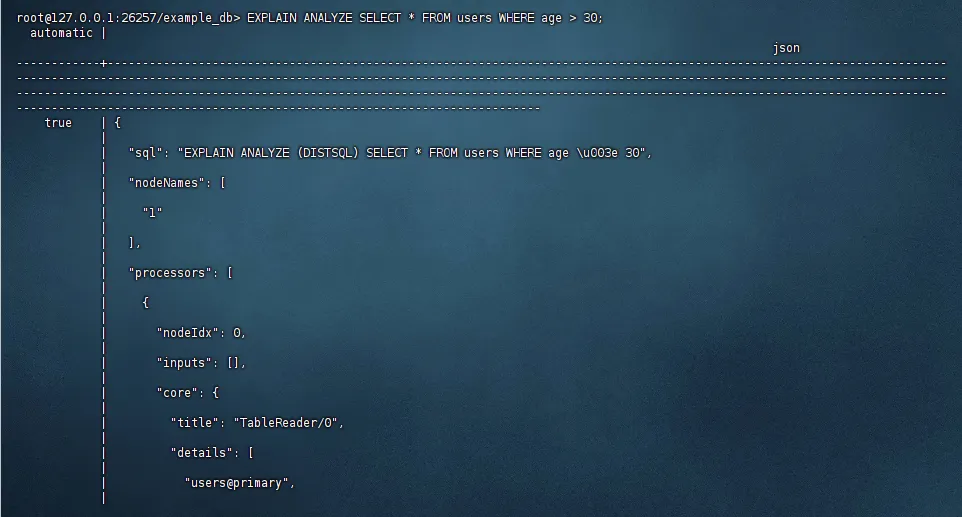 root@127.0.0.1:26257/example_db> EXPLAIN ANALYZE SELECT * FROM users WHERE age > 30;
  automatic |
                                                                                                            json
------------+------------------------------------------------------------------------------------------------------------------------
-------------------------------------------------------------------------------------------------------------------------------------
-------------------------------------------------------------------------------------------------------------------------------------
---------------------------------------------------------------------------
    true    | {
            |
            |   "sql": "EXPLAIN ANALYZE (DISTSQL) SELECT * FROM users WHERE age \u003e 30",
            |
            |   "nodeNames": [
            |
            |     "1"
            |
            |   ],
            |
            |   "processors": [
            |
            |     {
            |
            |       "nodeIdx": 0,
            |
            |       "inputs": [],
            |
            |       "core": {
            |
            |         "title": "TableReader/0",
            |
            |         "details": [
            |
            |           "users@primary",
            |